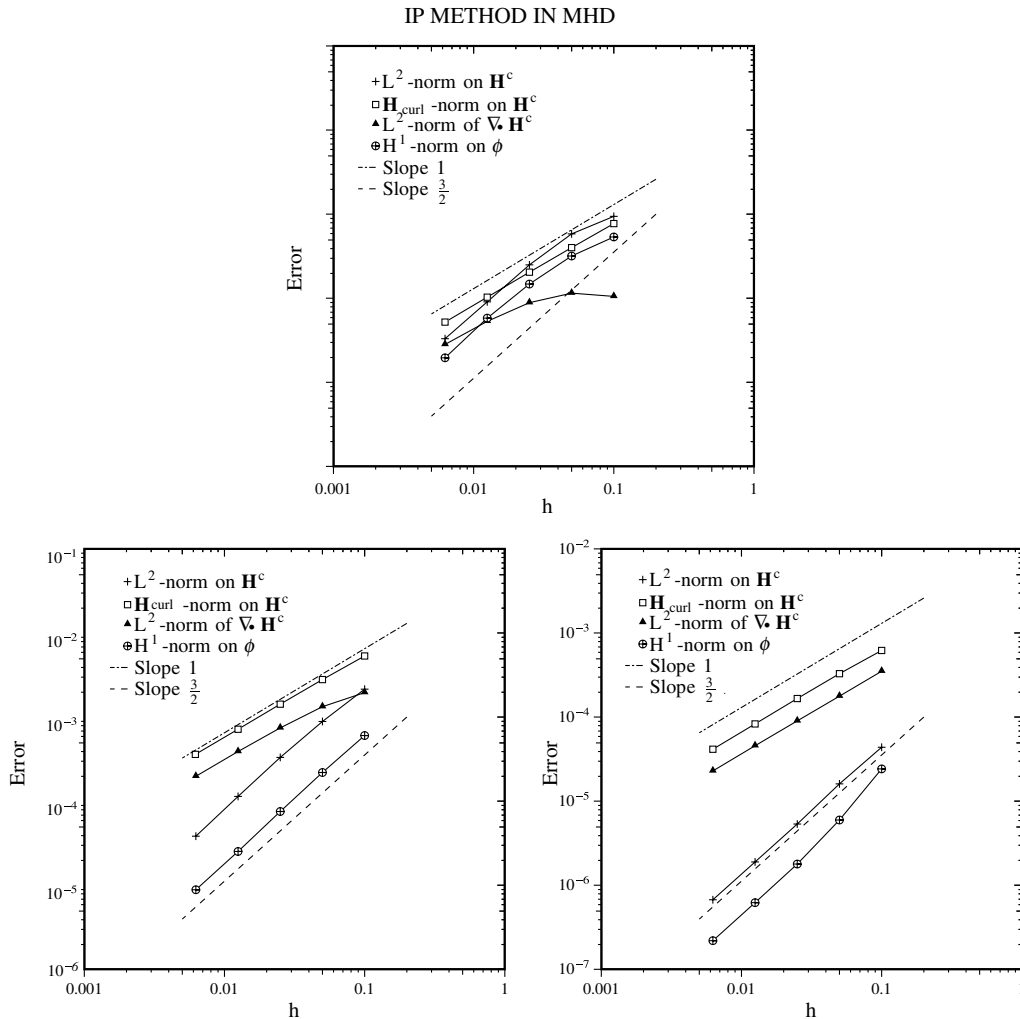 IP METHOD IN MHD
L² -norm on Hᶜ
H_curl -norm on Hᶜ
L² -norm of ∇• Hᶜ
H¹ -norm on ϕ
Slope 1
Slope 3/2
Error
0.001 0.01 0.1 1
h
10⁻¹
10⁻²
10⁻³
10⁻⁴
10⁻⁵
10⁻⁶
L² -norm on Hᶜ
H_curl -norm on Hᶜ
L² -norm of ∇• Hᶜ
H¹ -norm on ϕ
Slope 1
Slope 3/2
Error
0.001 0.01 0.1 1
h
10⁻²
10⁻³
10⁻⁴
10⁻⁵
10⁻⁶
10⁻⁷
L² -norm on Hᶜ
H_curl -norm on Hᶜ
L² -norm of ∇• Hᶜ
H¹ -norm on ϕ
Slope 1
Slope 3/2
Error
0.001 0.01 0.1 1
h